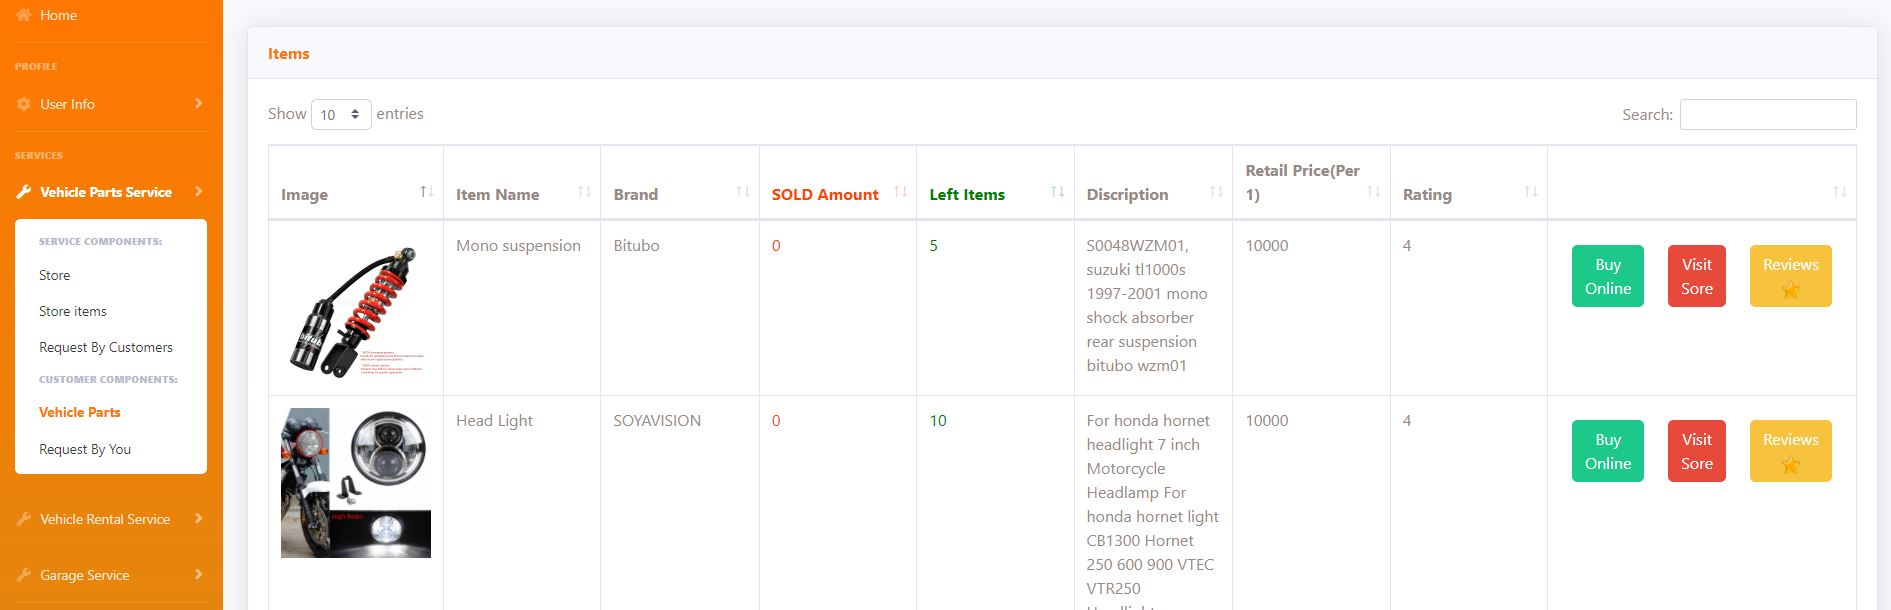 Home
PROFILE
User Info
SERVICES
Vehicle Parts Service
SERVICE COMPONENTS:
Store
Store items
Request By Customers
CUSTOMER COMPONENTS:
Vehicle Parts
Request By You
Vehicle Rental Service
Garage Service
Items
Show 10 entries
Search:
Image
Item Name
Brand
SOLD Amount
Left Items
Discription
Retail Price(Per
1)
Rating
Mono suspension
Bitubo
0
5
S0048WZM01,
suzuki tl1000s
1997-2001 mono
shock absorber
rear suspension
bitubo wzm01
10000
4
Buy
Online
Visit
Sore
Reviews
Head Light
SOYAVISION
0
10
For honda hornet
headlight 7 inch
Motorcycle
Headlamp For
honda hornet light
CB1300 Hornet
250 600 900 VTEC
VTR250
10000
4
Buy
Online
Visit
Sore
Reviews
High Beam